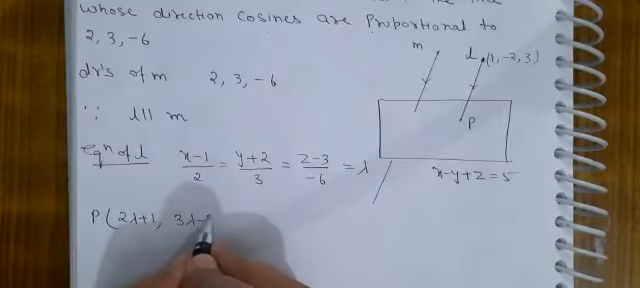 whose direction cosines are proportional to
2, 3, -6
dr's of m 2, 3, -6
∵ l ∥ m
Eqn of l x-1/2 = y+2/3 = z-3/-6 = λ
P(2λ+1, 3λ-
m
l (1, -2, 3)
P
x-y+z=5